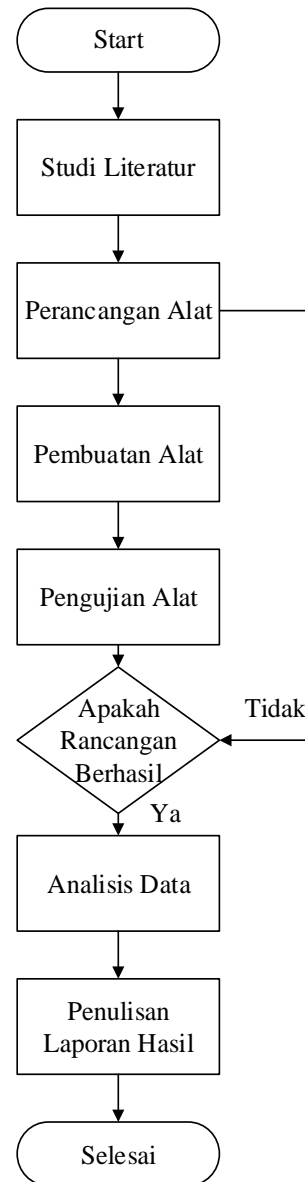 Start
Studi Literatur
Perancangan Alat
Pembuatan Alat
Pengujian Alat
Apakah
Rancangan
Berhasil
Tidak
Ya
Analisis Data
Penulisan
Laporan Hasil
Selesai